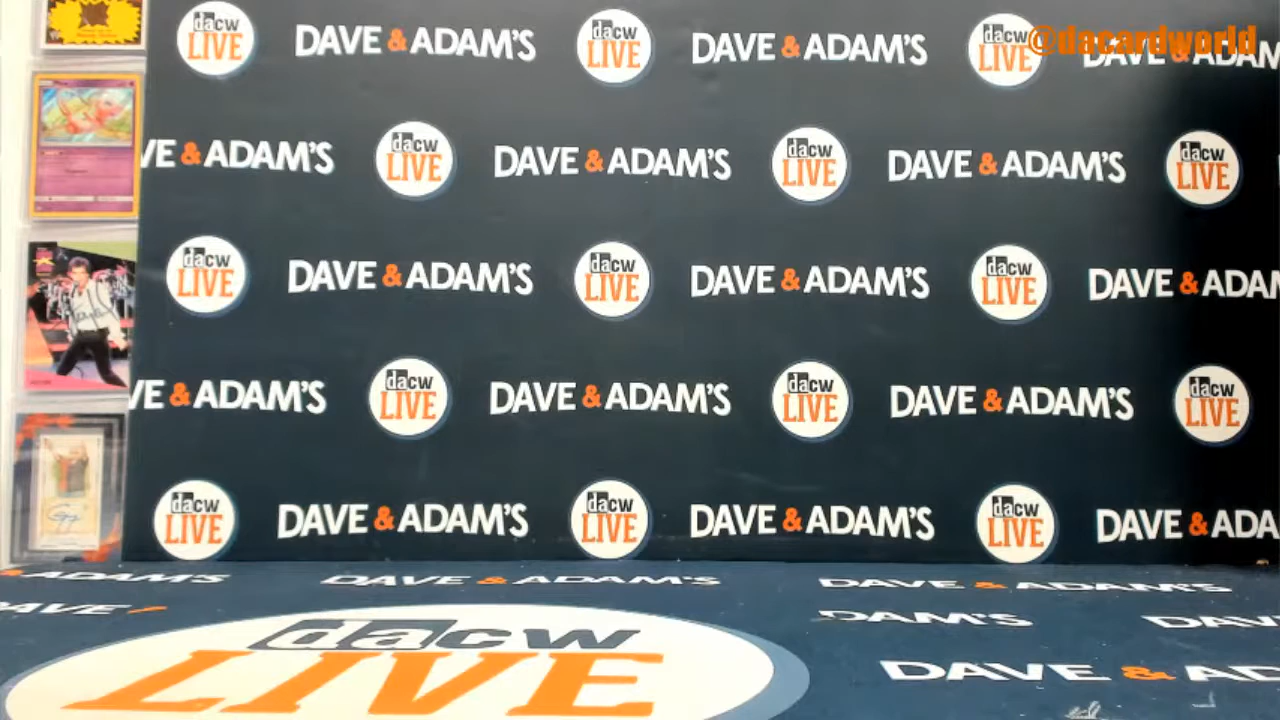 @dacardworld
dacw LIVE DAVE & ADAM'S dacw LIVE DAVE & ADAM'S dacw LIVE DAVE & ADAM
VE & ADAM'S dacw LIVE DAVE & ADAM'S dacw LIVE DAVE & ADAM'S dacw LIVE
dacw LIVE DAVE & ADAM'S dacw LIVE DAVE & ADAM'S dacw LIVE DAVE & ADAM
VE & ADAM'S dacw LIVE DAVE & ADAM'S dacw LIVE DAVE & ADAM'S dacw LIVE
dacw LIVE DAVE & ADAM'S dacw LIVE DAVE & ADAM'S dacw LIVE DAVE & ADA
& ADAM'S DAVE & ADAM'S DAVE & ADAM'S
DAVE DAM'S DAV
dacw
LIVE DAVE & AD